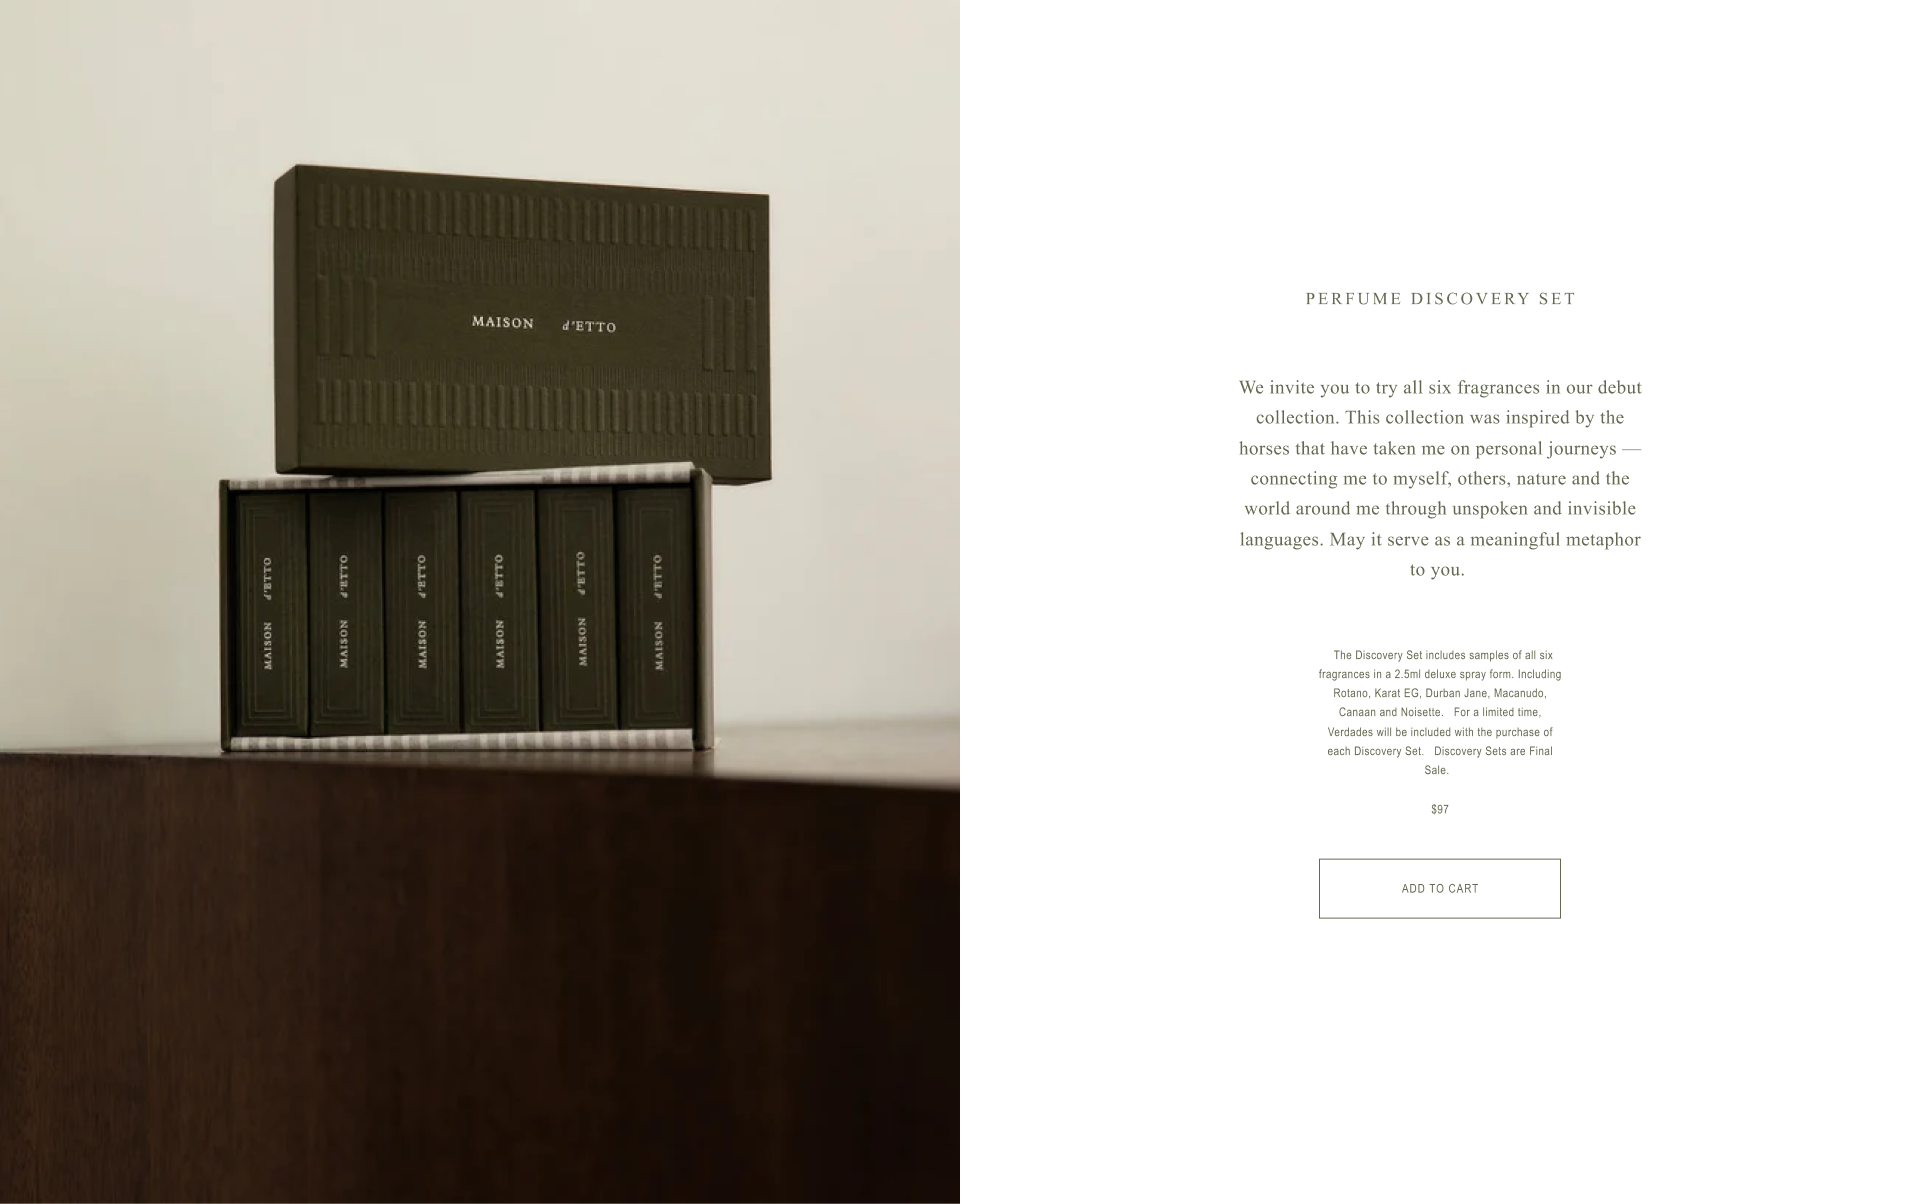 MAISON d'ETTO
MAISON d'ETTO
MAISON d'ETTO
MAISON d'ETTO
MAISON d'ETTO
MAISON d'ETTO
MAISON d'ETTO
PERFUME DISCOVERY SET
We invite you to try all six fragrances in our debut
collection. This collection was inspired by the
horses that have taken me on personal journeys —
connecting me to myself, others, nature and the
world around me through unspoken and invisible
languages. May it serve as a meaningful metaphor
to you.
The Discovery Set includes samples of all six
fragrances in a 2.5ml deluxe spray form. Including
Rotano, Karat EG, Durban Jane, Macanudo,
Canaan and Noisette. For a limited time,
Verdades will be included with the purchase of
each Discovery Set. Discovery Sets are Final
Sale.
$97
ADD TO CART